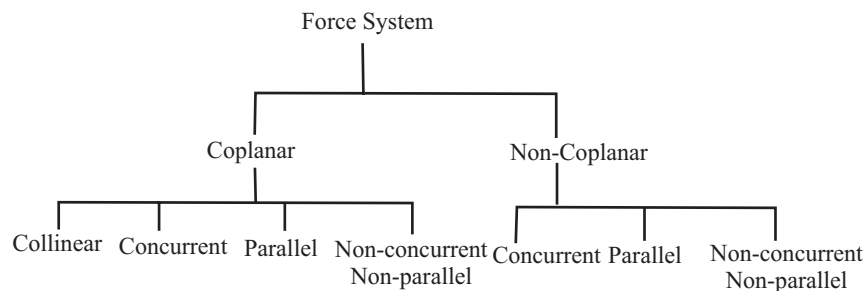 Force System
Coplanar
Non-Coplanar
Collinear
Concurrent
Parallel
Non-concurrent
Non-parallel
Concurrent
Parallel
Non-concurrent
Non-parallel